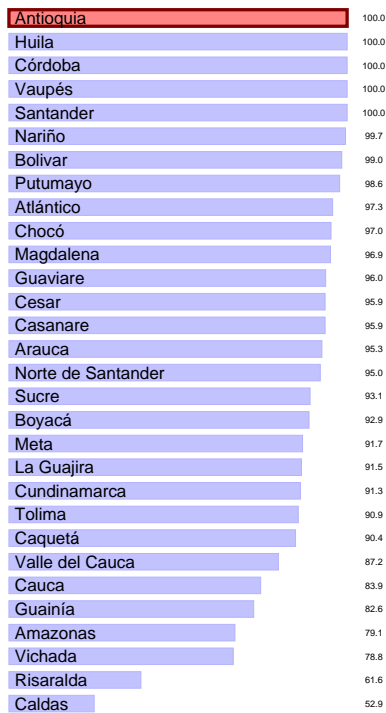 Antioquia 100.0
Huila 100.0
Córdoba 100.0
Vaupés 100.0
Santander 100.0
Nariño 99.7
Bolivar 99.0
Putumayo 98.6
Atlántico 97.3
Chocó 97.0
Magdalena 96.9
Guaviare 96.0
Cesar 95.9
Casanare 95.9
Arauca 95.3
Norte de Santander 95.0
Sucre 93.1
Boyacá 92.9
Meta 91.7
La Guajira 91.5
Cundinamarca 91.3
Tolima 90.9
Caquetá 90.4
Valle del Cauca 87.2
Cauca 83.9
Guainía 82.6
Amazonas 79.1
Vichada 78.8
Risaralda 61.6
Caldas 52.9